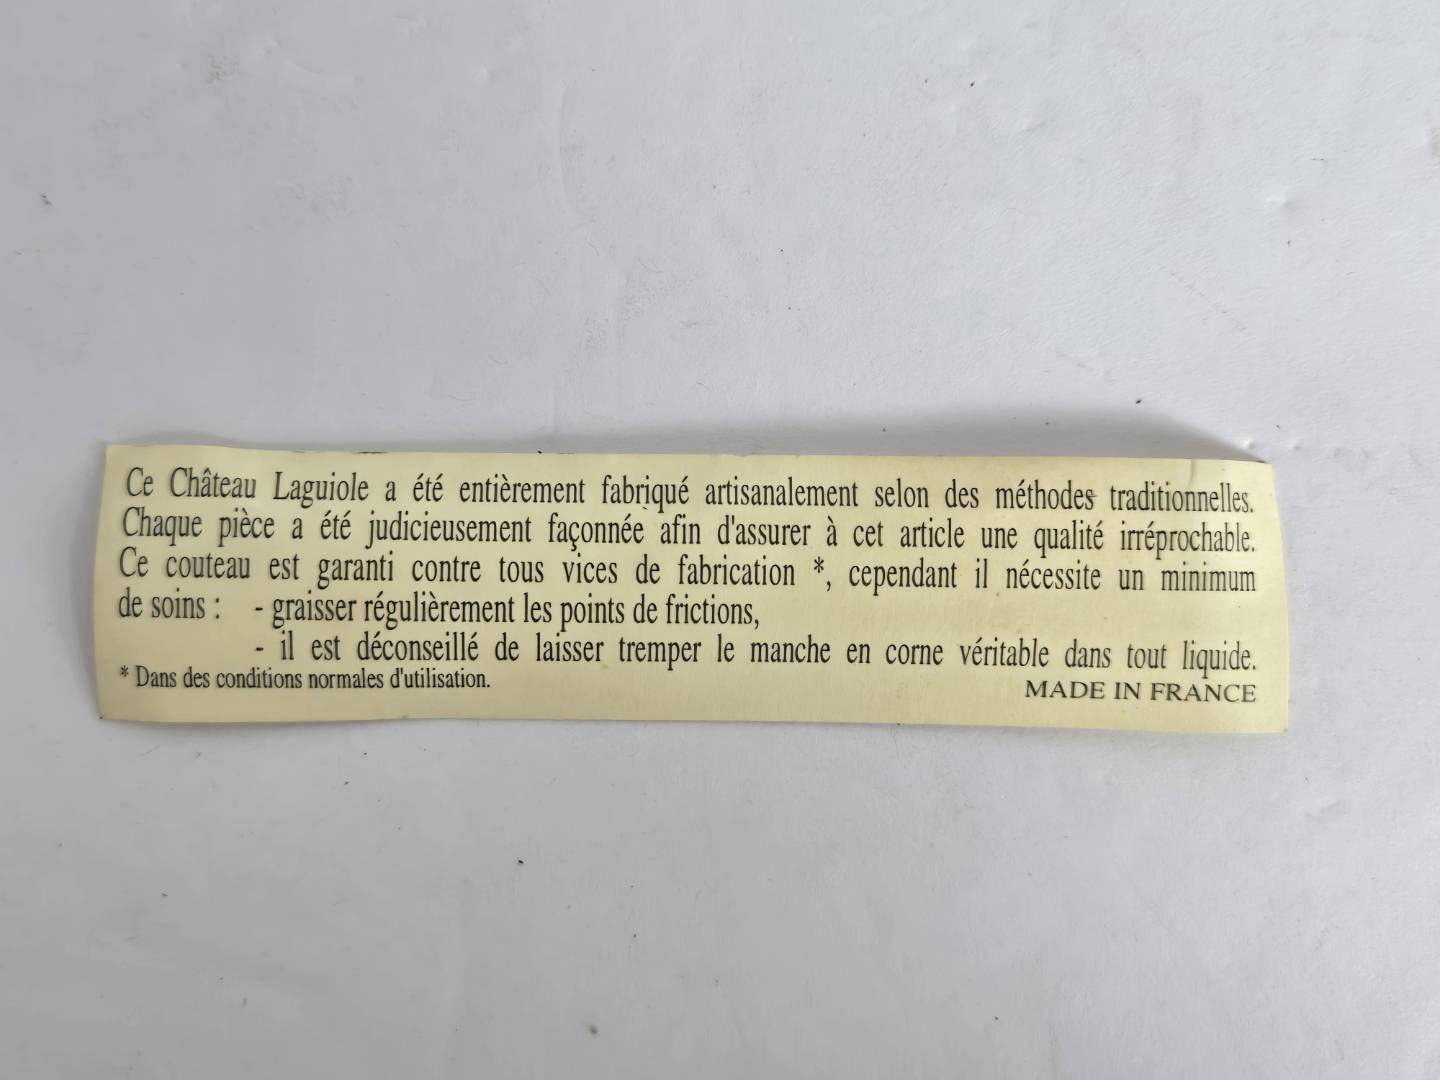 Ce Château Laguiole a été entièrement fabriqué artisanalement selon des méthodes traditionnelles.
Chaque pièce a été judicieusement façonnée afin d'assurer à cet article une qualité irréprochable.
Ce couteau est garanti contre tous vices de fabrication *, cependant il nécessite un minimum
de soins : - graisser régulièrement les points de frictions,
- il est déconseillé de laisser tremper le manche en corne véritable dans tout liquide.
* Dans des conditions normales d'utilisation.
MADE IN FRANCE